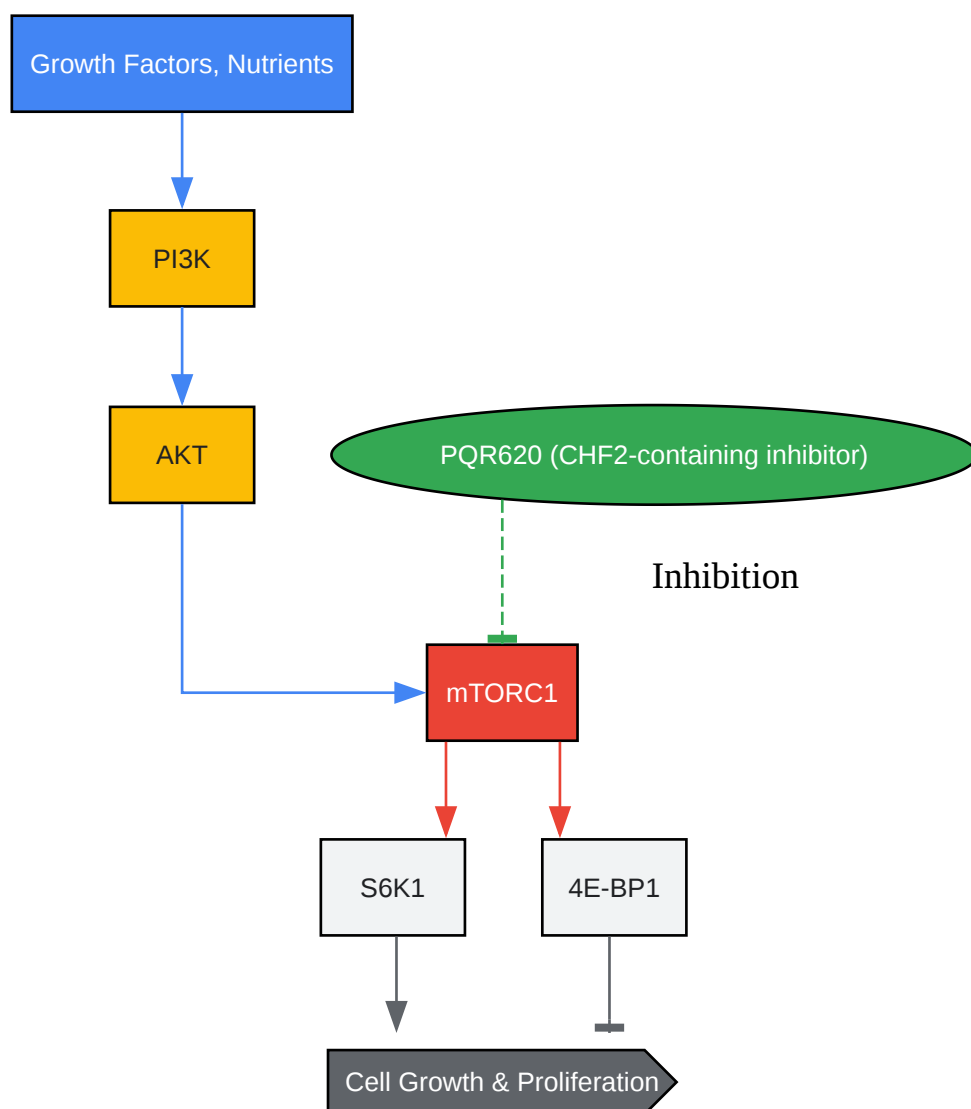 Growth Factors, Nutrients
PI3K
AKT
PQR620 (CHF2-containing inhibitor)
Inhibition
mTORC1
S6K1
4E-BP1
Cell Growth & Proliferation